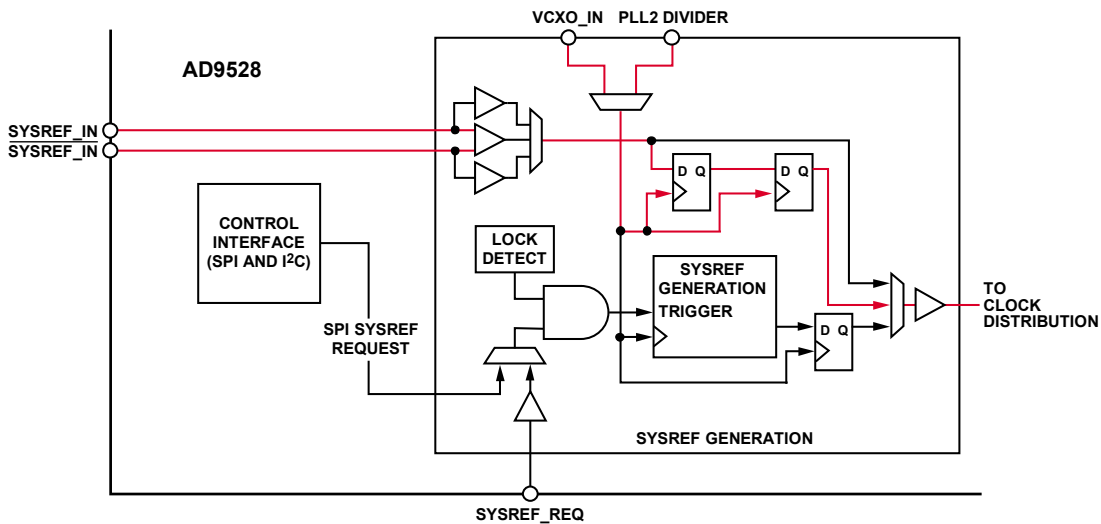 VCXO_IN PLL2 DIVIDER
AD9528
SYSREF_IN
SYSREF_IN
D Q
D Q
CONTROL
INTERFACE
(SPI AND I²C)
LOCK
DETECT
SYSREF
GENERATION
TRIGGER
D Q
TO
CLOCK
DISTRIBUTION
SPI SYSREF
REQUEST
SYSREF GENERATION
SYSREF_REQ